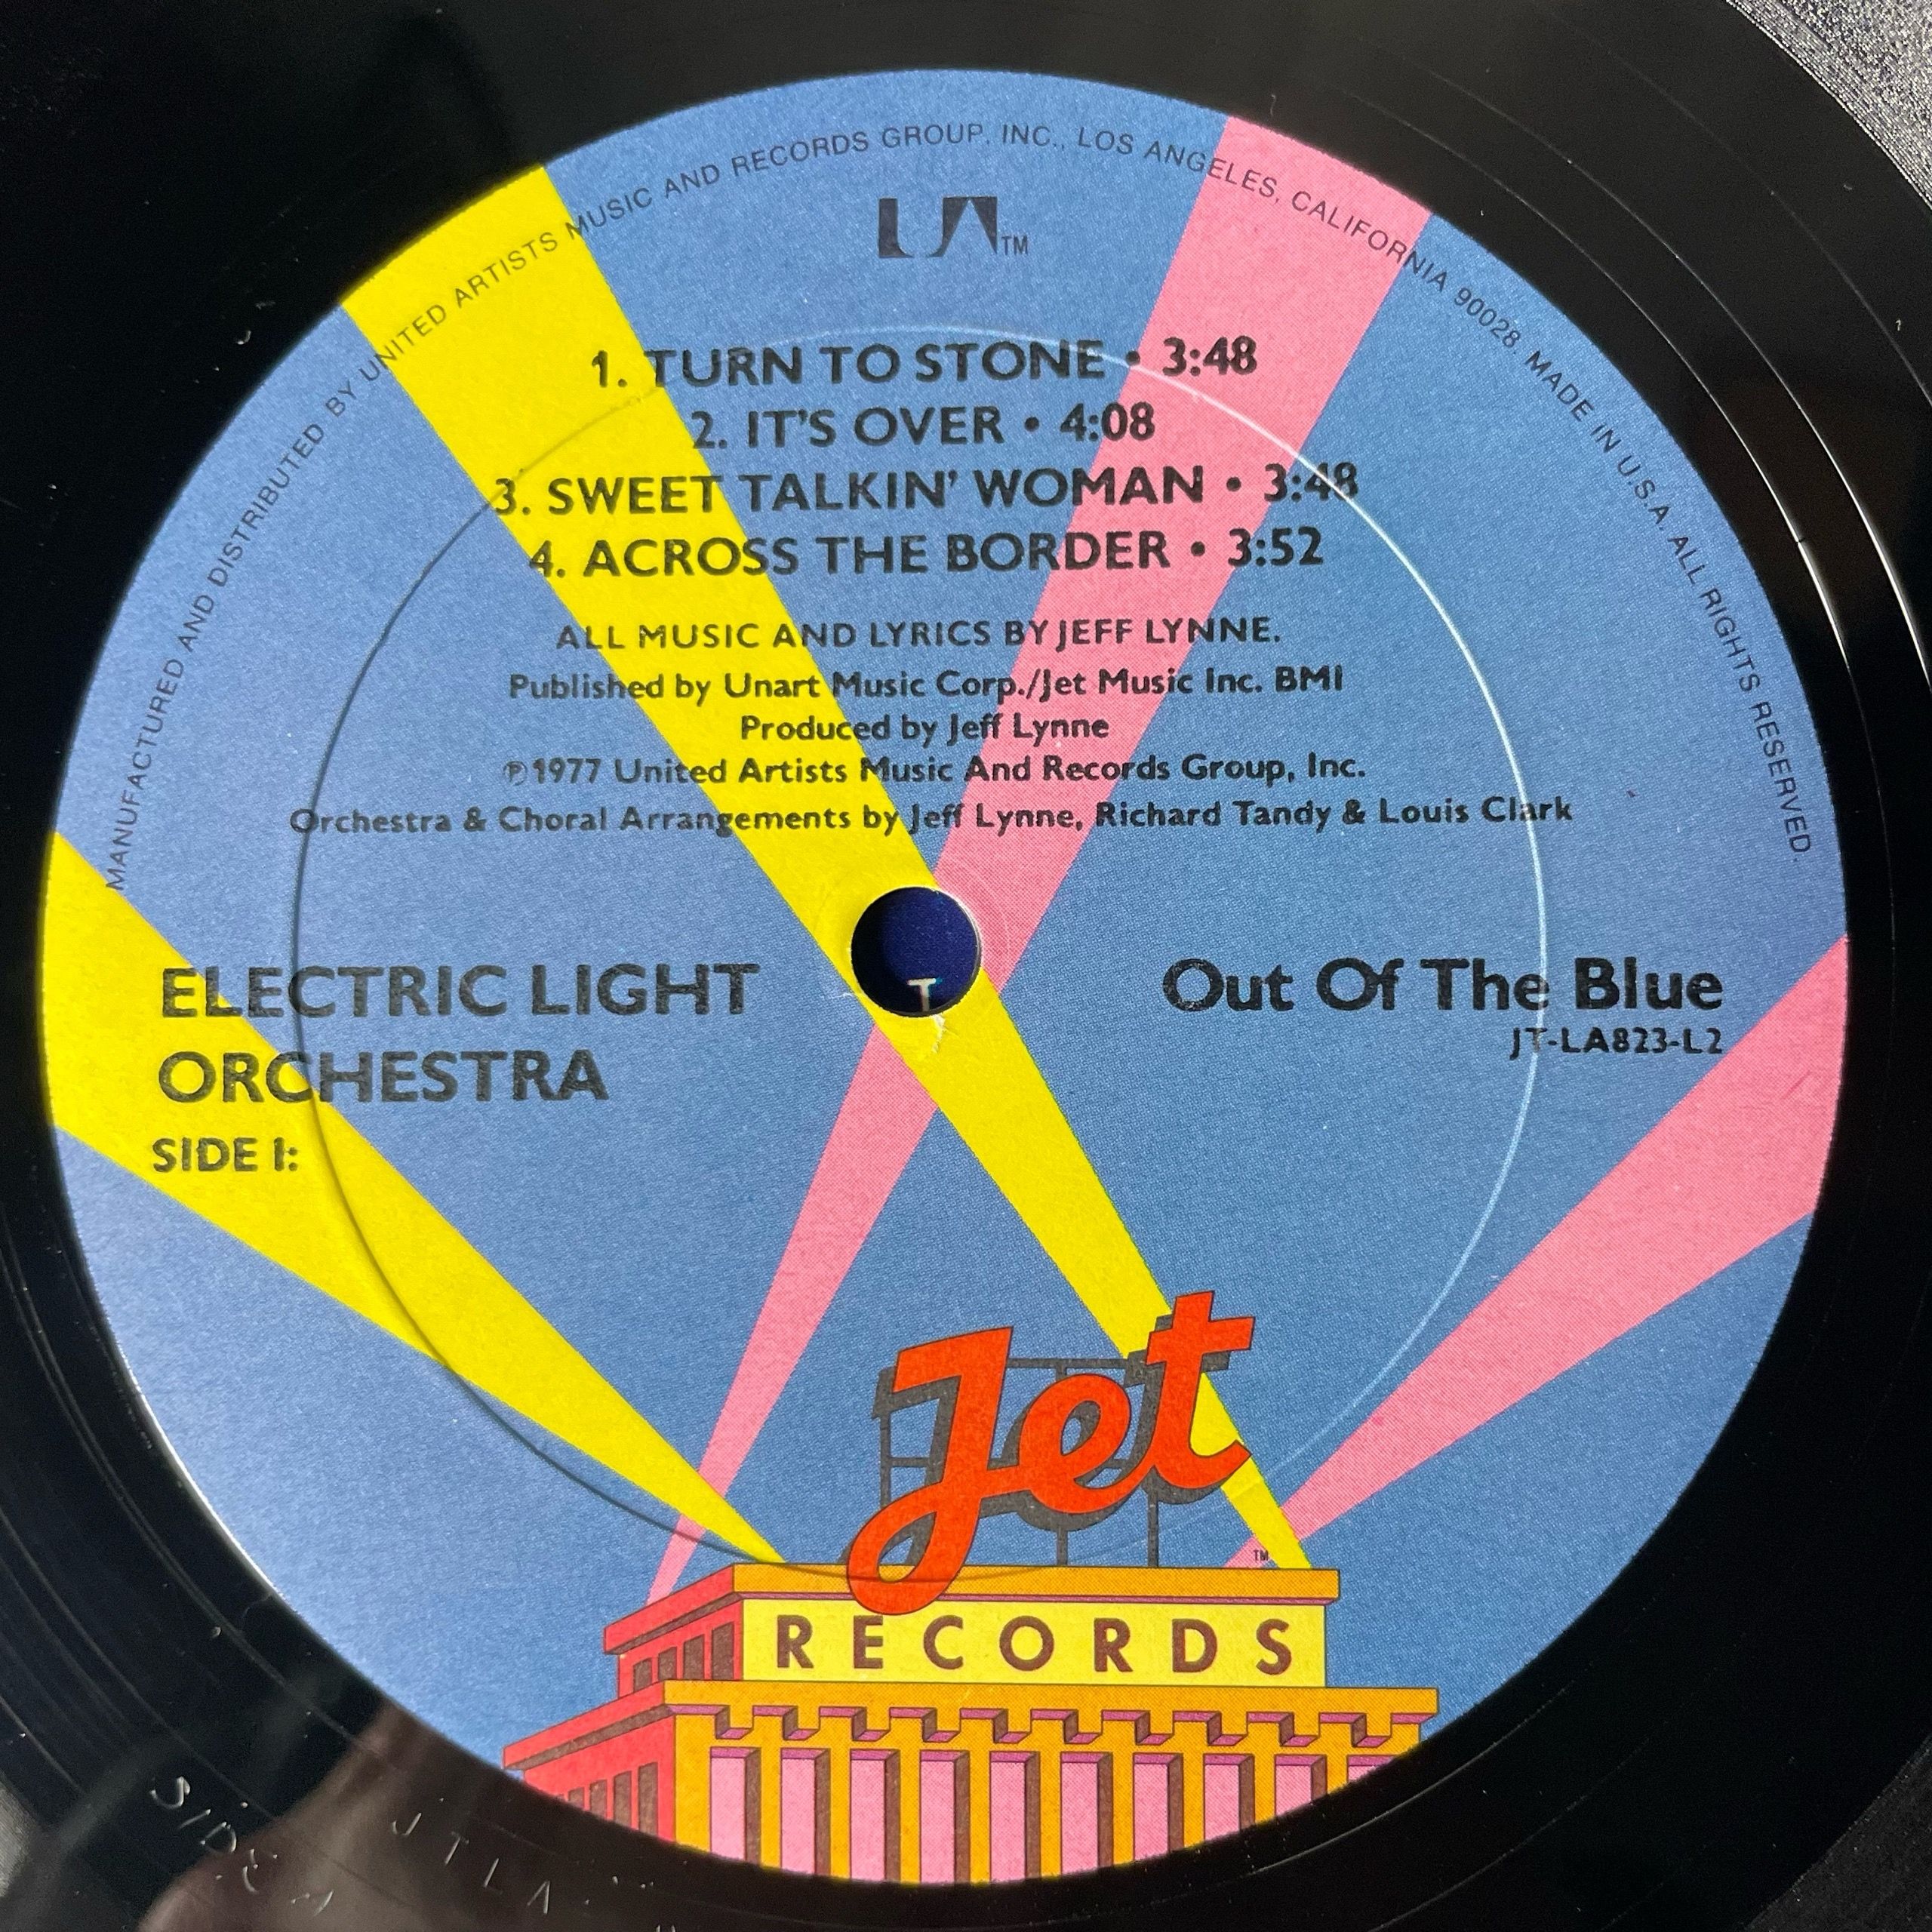 MANUFACTURED AND DISTRIBUTED BY UNITED ARTISTS MUSIC AND RECORDS GROUP, INC., LOS ANGELES, CALIFORNIA 90028. MADE IN U.S.A. ALL RIGHTS RESERVED.
UA TM
1. TURN TO STONE • 3:48
2. IT'S OVER • 4:08
3. SWEET TALKIN' WOMAN • 3:48
4. ACROSS THE BORDER • 3:52
ALL MUSIC AND LYRICS BY JEFF LYNNE.
Published by Unart Music Corp./Jet Music Inc. BMI
Produced by Jeff Lynne
℗1977 United Artists Music And Records Group, Inc.
Orchestra & Choral Arrangements by Jeff Lynne, Richard Tandy & Louis Clark
ELECTRIC LIGHT
ORCHESTRA
SIDE I:
Out Of The Blue
JT-LA823-L2
Jet
TM
RECORDS
SIDE A
JTLA